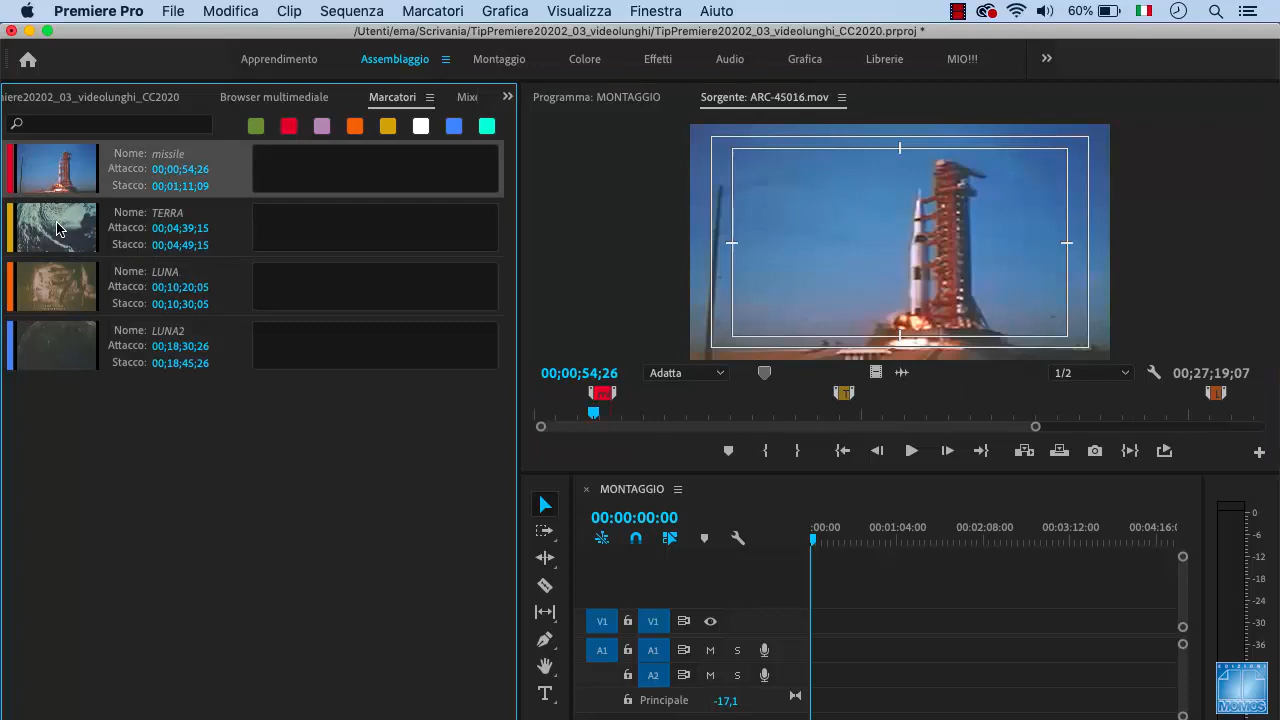 Premiere Pro File Modifica Clip Sequenza Marcatori Grafica Visualizza Finestra Aiuto 60%
/Utenti/ema/Scrivania/TipPremiere20202_03_videolunghi/TipPremiere20202_03_videolunghi_CC2020.prproj *
Apprendimento Assemblaggio Montaggio Colore Effetti Audio Grafica Librerie MIO!!!
niere20202_03_videolunghi_CC2020 Browser multimediale Marcatori Mixe
Programma: MONTAGGIO Sorgente: ARC-45016.mov
Nome: missile
Attacco: 00;00;54;26
Stacco: 00;01;11;09
Nome: TERRA
Attacco: 00;04;39;15
Stacco: 00;04;49;15
Nome: LUNA
Attacco: 00;10;20;05
Stacco: 00;10;30;05
Nome: LUNA2
Attacco: 00;18;30;26
Stacco: 00;18;45;26
00;00;54;26 Adatta 1/2 00;27;19;07
T L
× MONTAGGIO
00:00:00:00
:00:00 00:01:04:00 00:02:08:00 00:03:12:00 00:04:16:0
V1 V1
A1 A1 M S
A2 M S
Principale -17,1
0
-6
-12
-18
-24
-30
-36
EDIZIONI
MOMOS